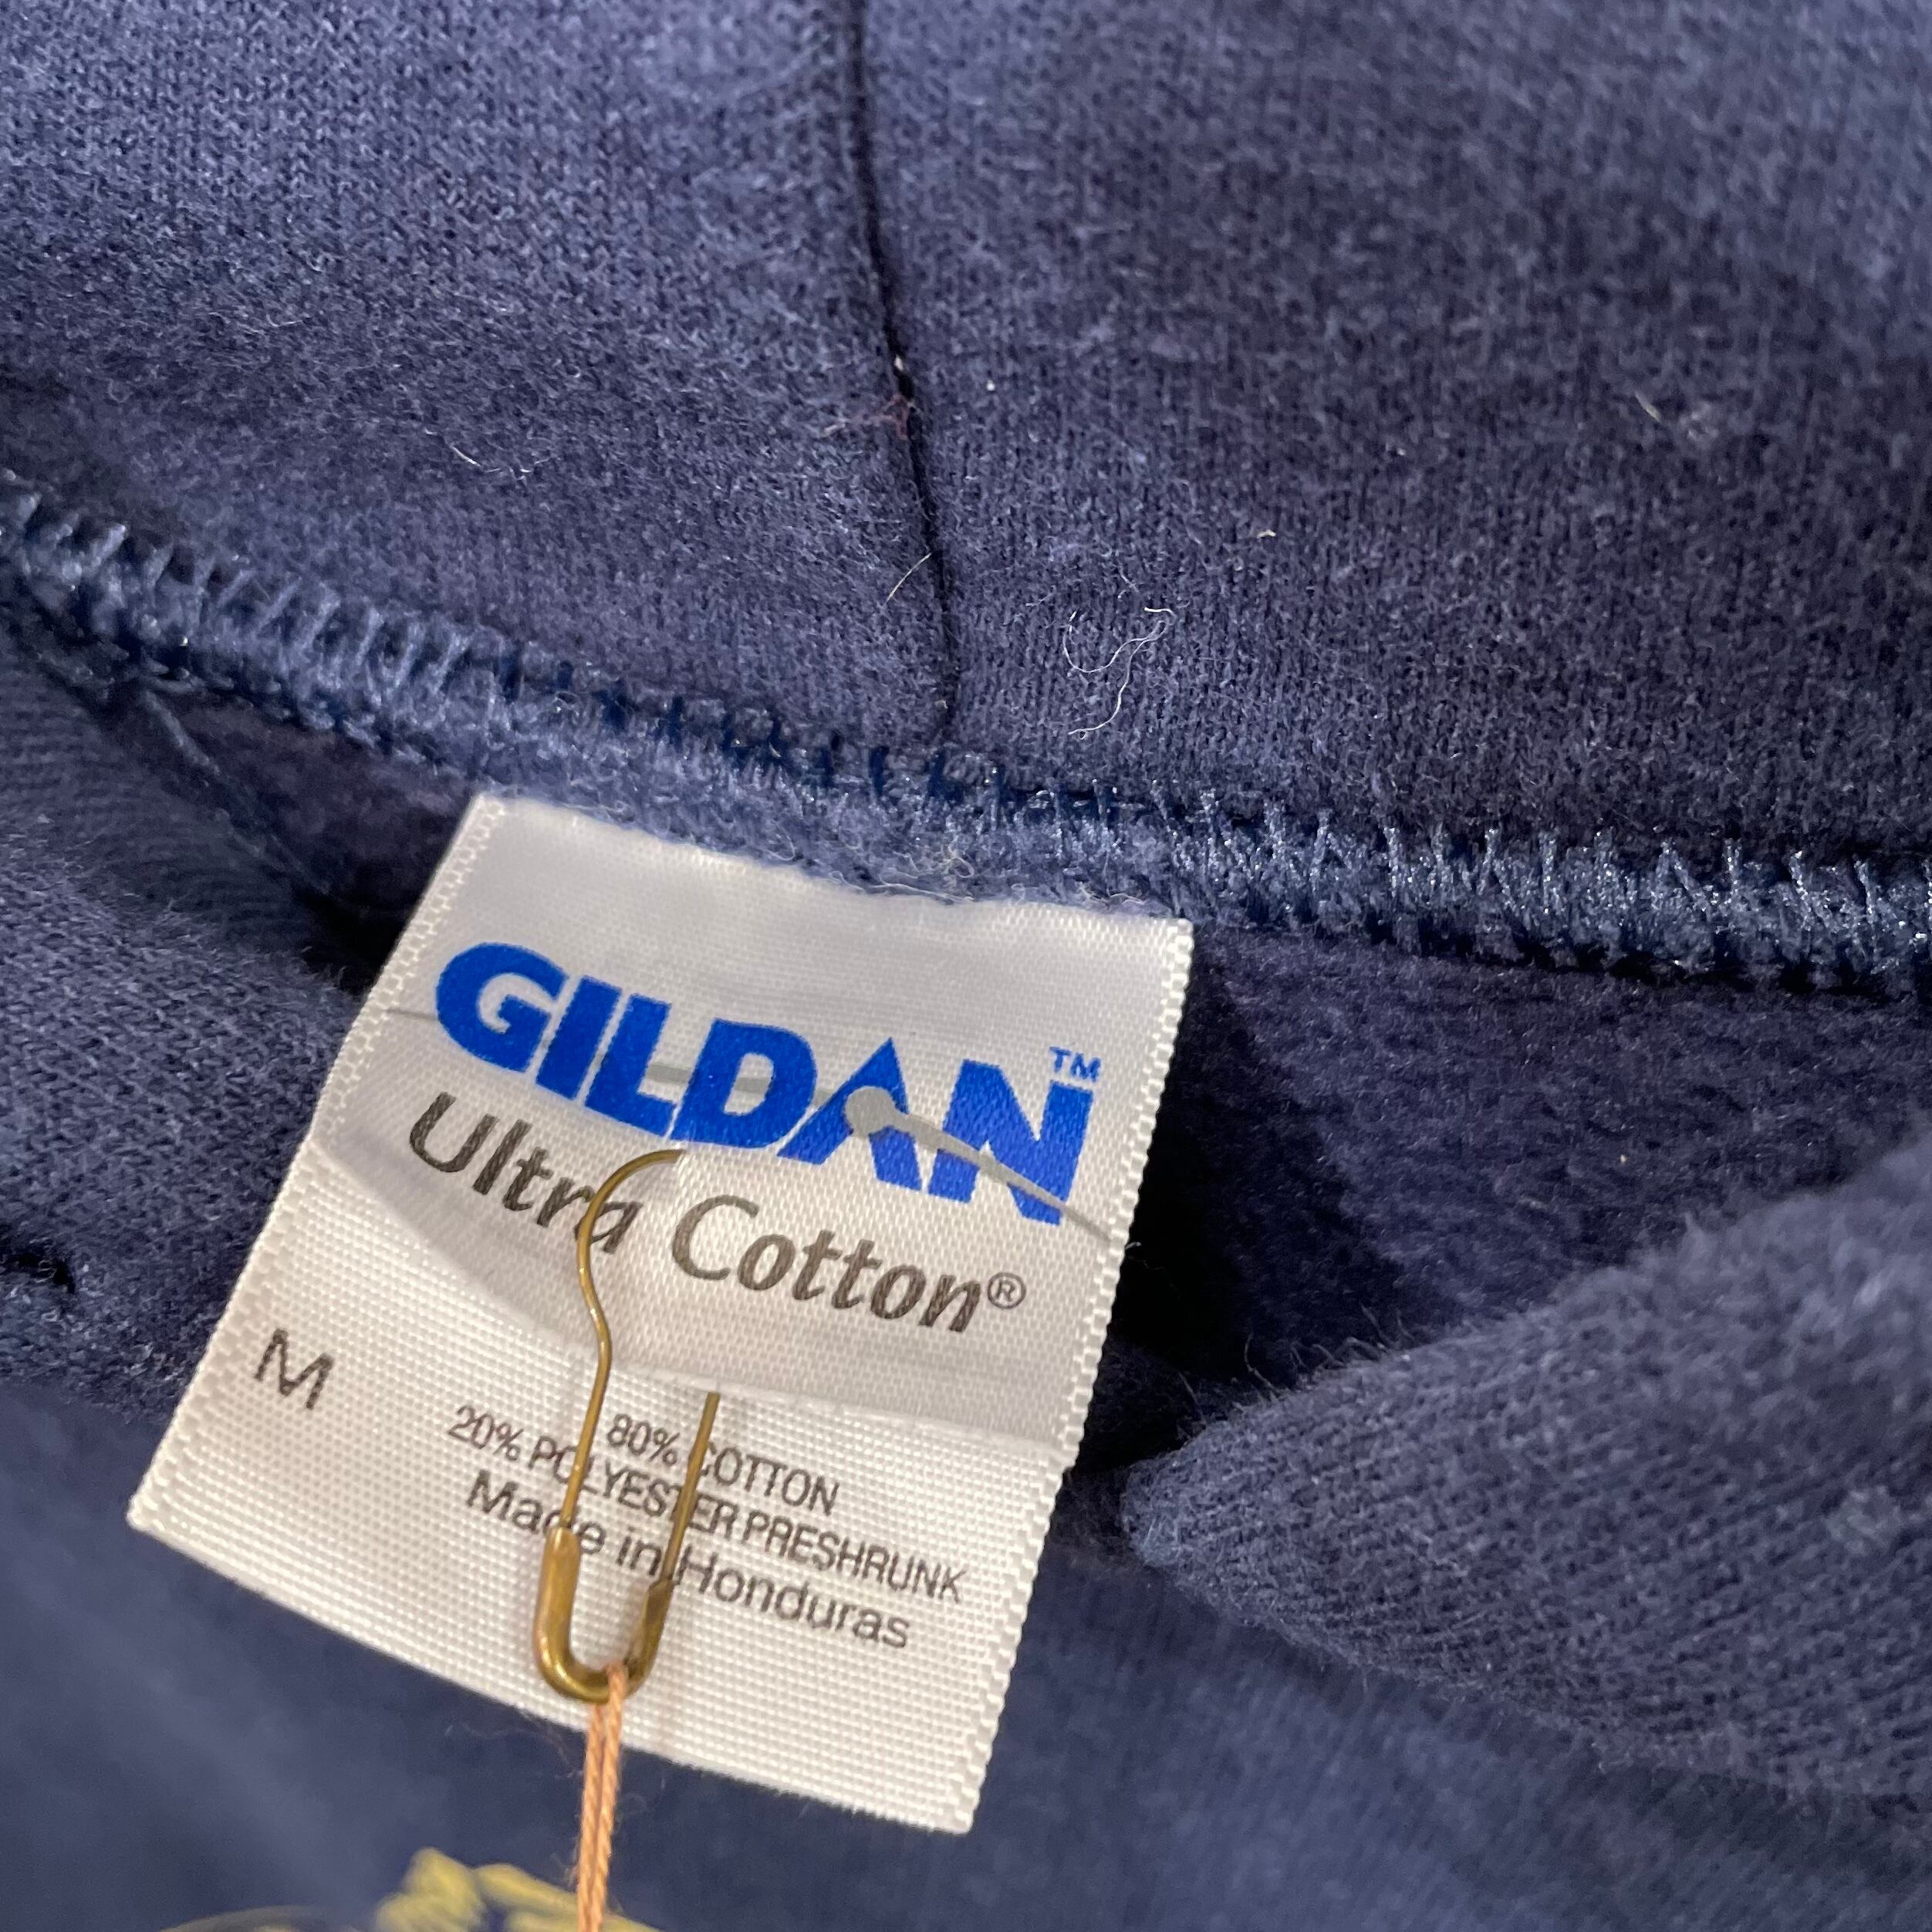 GILDAN™
Ultra Cotton®
M
80% COTTON
20% POLYESTER PRESHRUNK
Made in Honduras